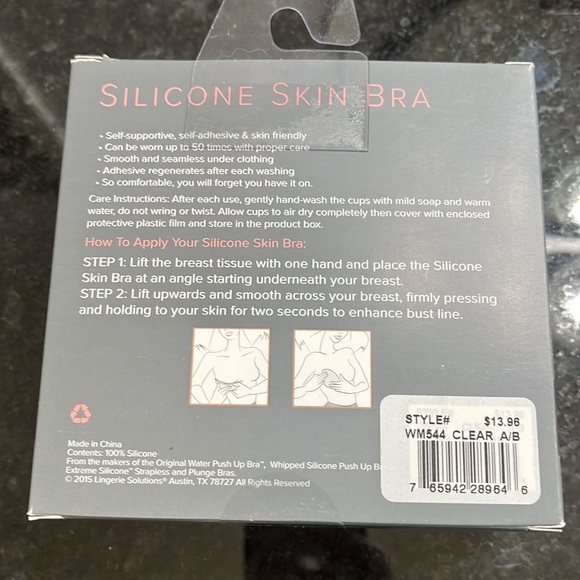 SILICONE SKIN BRA
• Self-supportive, self-adhesive & skin friendly
• Can be worn up to 50 times with proper care
• Smooth and seamless under clothing
• Adhesive regenerates after each washing
• So comfortable, you will forget you have it on.
Care Instructions: After each use, gently hand-wash the cups with mild soap and warm
water, do not wring or twist. Allow cups to air dry completely then cover with enclosed
protective plastic film and store in the product box.
How To Apply Your Silicone Skin Bra:
STEP 1: Lift the breast tissue with one hand and place the Silicone
Skin Bra at an angle starting underneath your breast.
STEP 2: Lift upwards and smooth across your breast, firmly pressing
and holding to your skin for two seconds to enhance bust line.
STYLE# $13.96
WM544 CLEAR A/B
7 65942 28964 6
Made in China
Contents: 100% Silicone
From the makers of the Original Water Push Up Bra™, Whipped Silicone Push Up
Extreme Silicone™ Strapless and Plunge Bras.
© 2015 Lingerie Solutions® Austin, TX 78727 All Rights Reserved